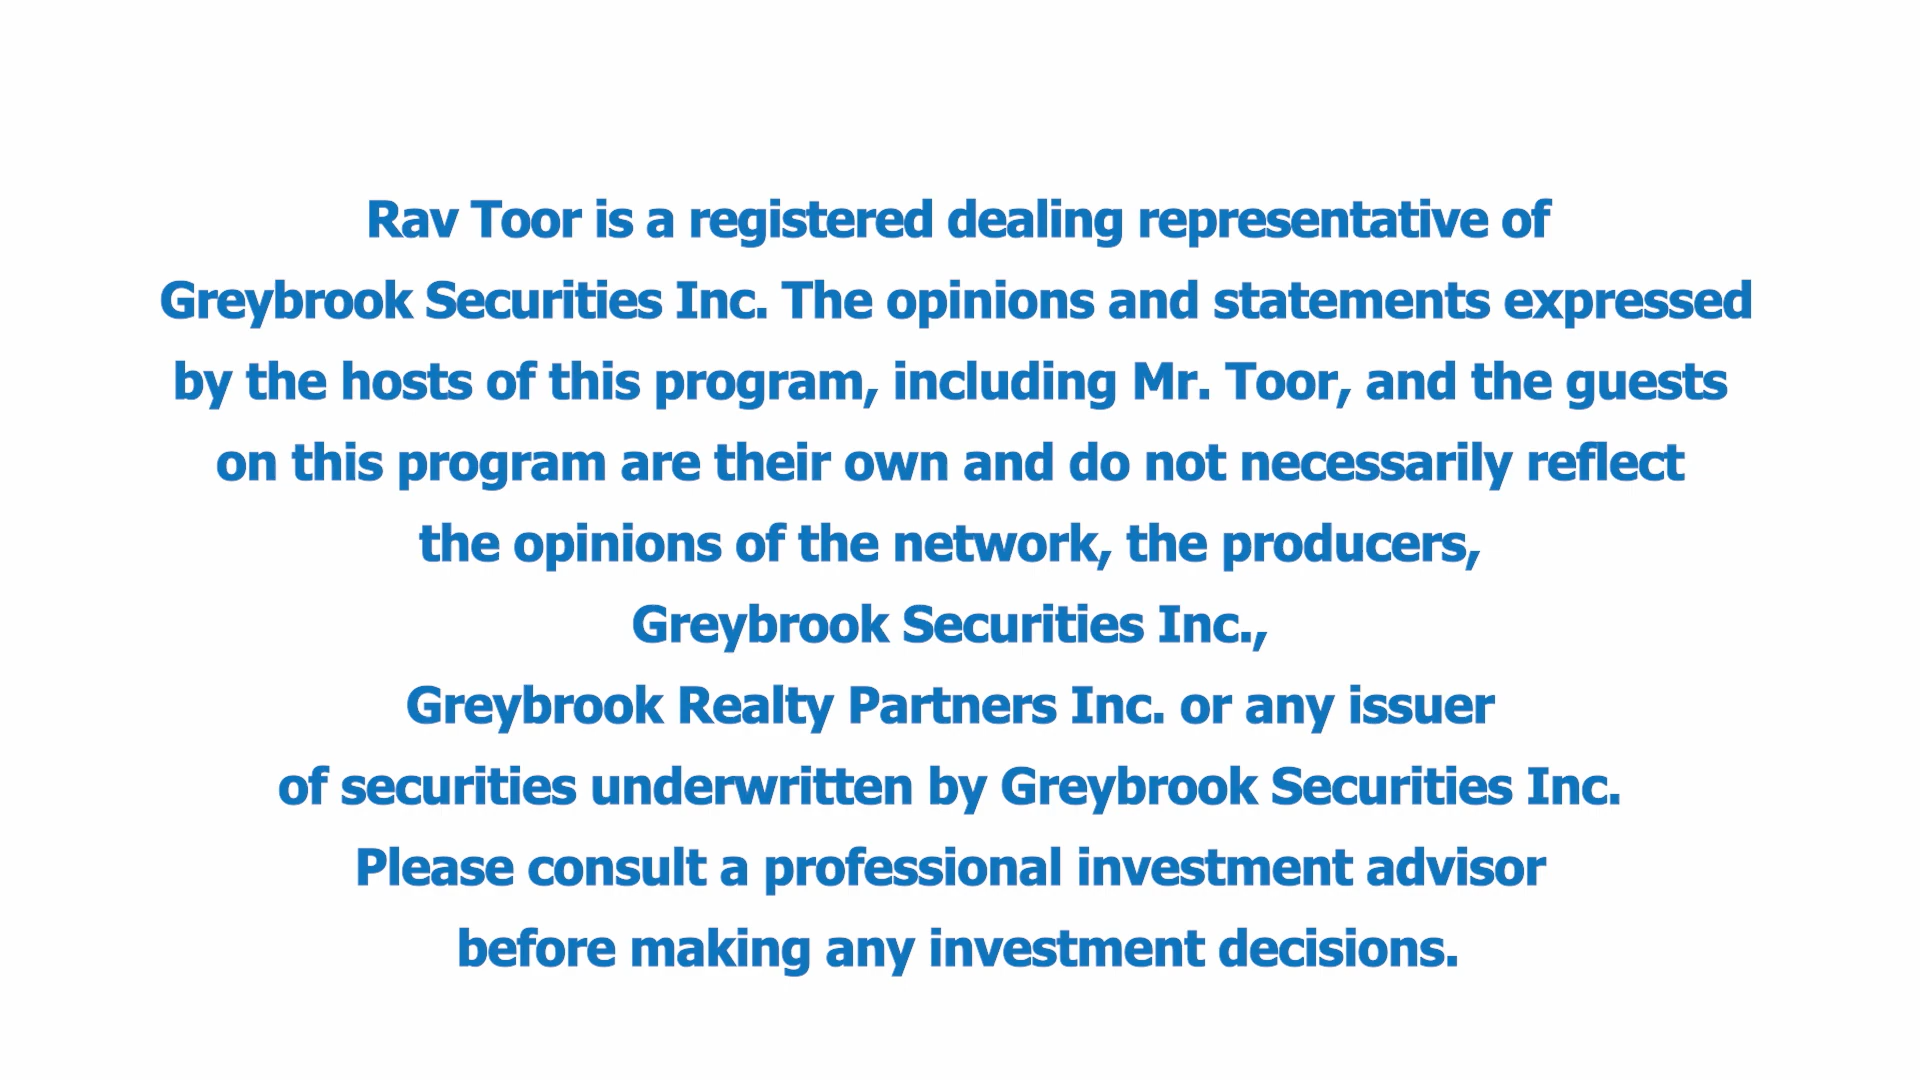 Rav Toor is a registered dealing representative of
Greybrook Securities Inc. The opinions and statements expressed
by the hosts of this program, including Mr. Toor, and the guests
on this program are their own and do not necessarily reflect
the opinions of the network, the producers,
Greybrook Securities Inc.,
Greybrook Realty Partners Inc. or any issuer
of securities underwritten by Greybrook Securities Inc.
Please consult a professional investment advisor
before making any investment decisions.